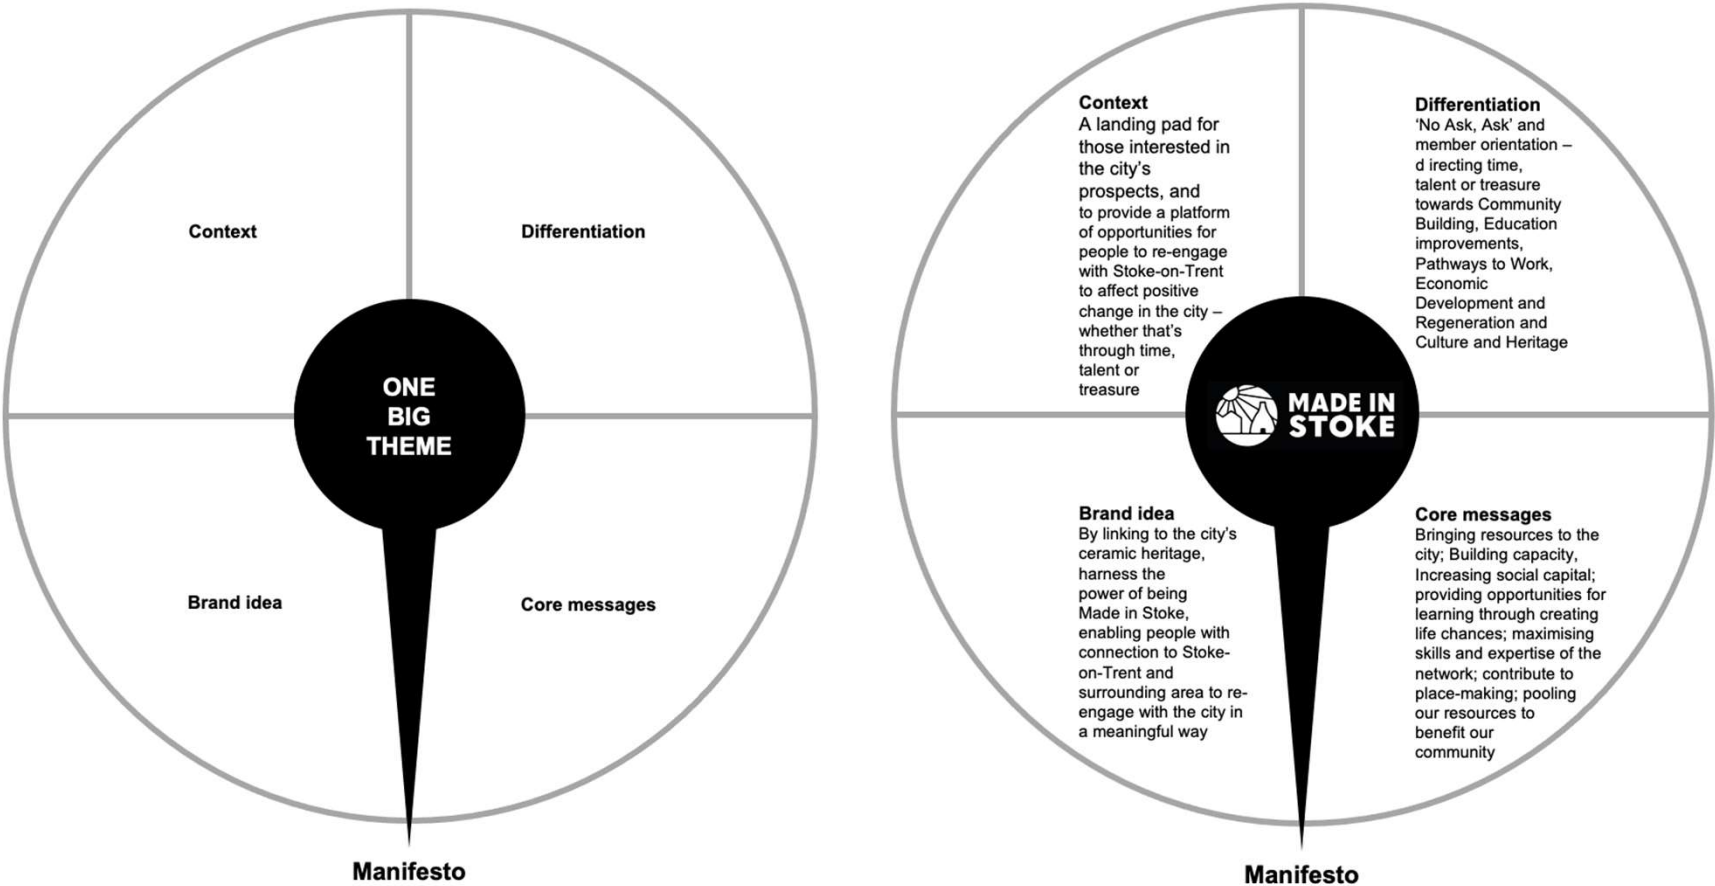 Context
Differentiation
ONE
BIG
THEME
Brand idea
Core messages
Manifesto
Context
A landing pad for
those interested in
the city's
prospects, and
to provide a platform
of opportunities for
people to re-engage
with Stoke-on-Trent
to affect positive
change in the city –
whether that's
through time,
talent or
treasure
Differentiation
'No Ask, Ask' and
member orientation –
d irecting time,
talent or treasure
towards Community
Building, Education
improvements,
Pathways to Work,
Economic
Development and
Regeneration and
Culture and Heritage
MADE IN
STOKE
Brand idea
By linking to the city's
ceramic heritage,
harness the
power of being
Made in Stoke,
enabling people with
connection to Stoke-
on-Trent and
surrounding area to re-
engage with the city in
a meaningful way
Core messages
Bringing resources to the
city; Building capacity,
Increasing social capital;
providing opportunities for
learning through creating
life chances; maximising
skills and expertise of the
network; contribute to
place-making; pooling
our resources to
benefit our
community
Manifesto